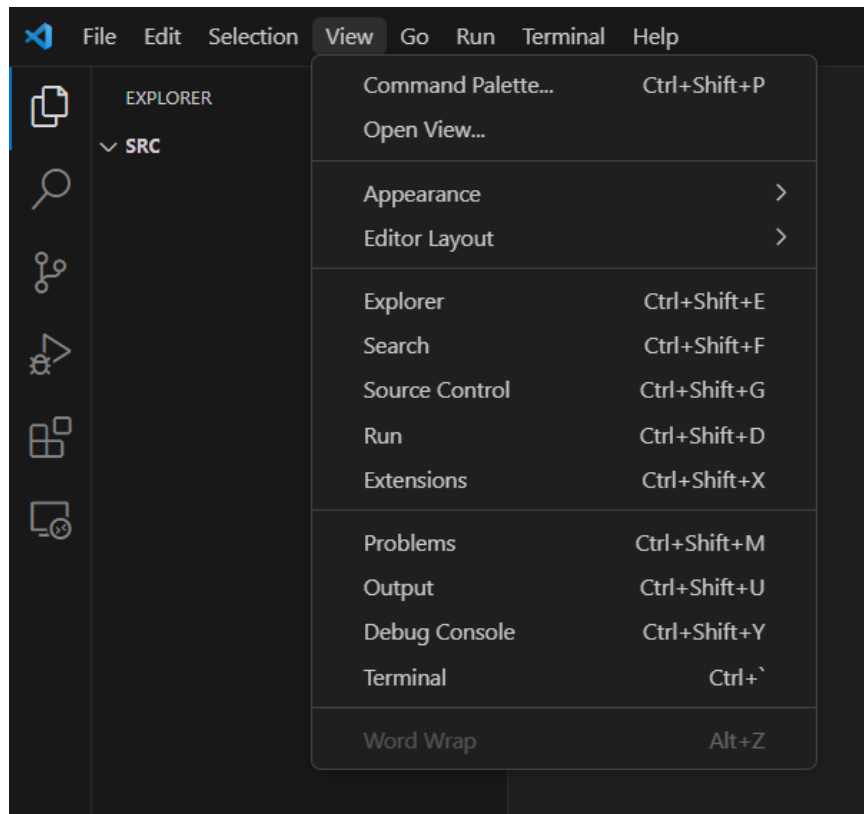 File Edit Selection View Go Run Terminal Help
EXPLORER
SRC
Command Palette... Ctrl+Shift+P
Open View...
Appearance
Editor Layout
Explorer Ctrl+Shift+E
Search Ctrl+Shift+F
Source Control Ctrl+Shift+G
Run Ctrl+Shift+D
Extensions Ctrl+Shift+X
Problems Ctrl+Shift+M
Output Ctrl+Shift+U
Debug Console Ctrl+Shift+Y
Terminal Ctrl+`
Word Wrap Alt+Z